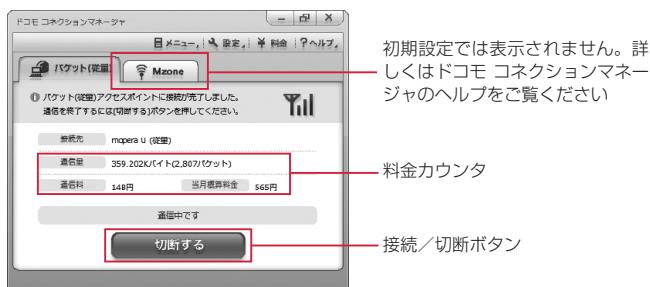 ドコモ コネクションマネージャ
メニュー 設定 ¥ 料金 ? ヘルプ
パケット(従量) Mzone
パケット(従量)アクセスポイントに接続が完了しました。
通信を終了するには[切断する]ボタンを押してください。
接続先 mopera U (従量)
通信量 359.202Kバイト(2,807パケット)
通信料 148円 当月概算料金 565円
通信中です
切断する
初期設定では表示されません。詳
しくはドコモ コネクションマネー
ジャのヘルプをご覧ください
料金カウンタ
接続／切断ボタン